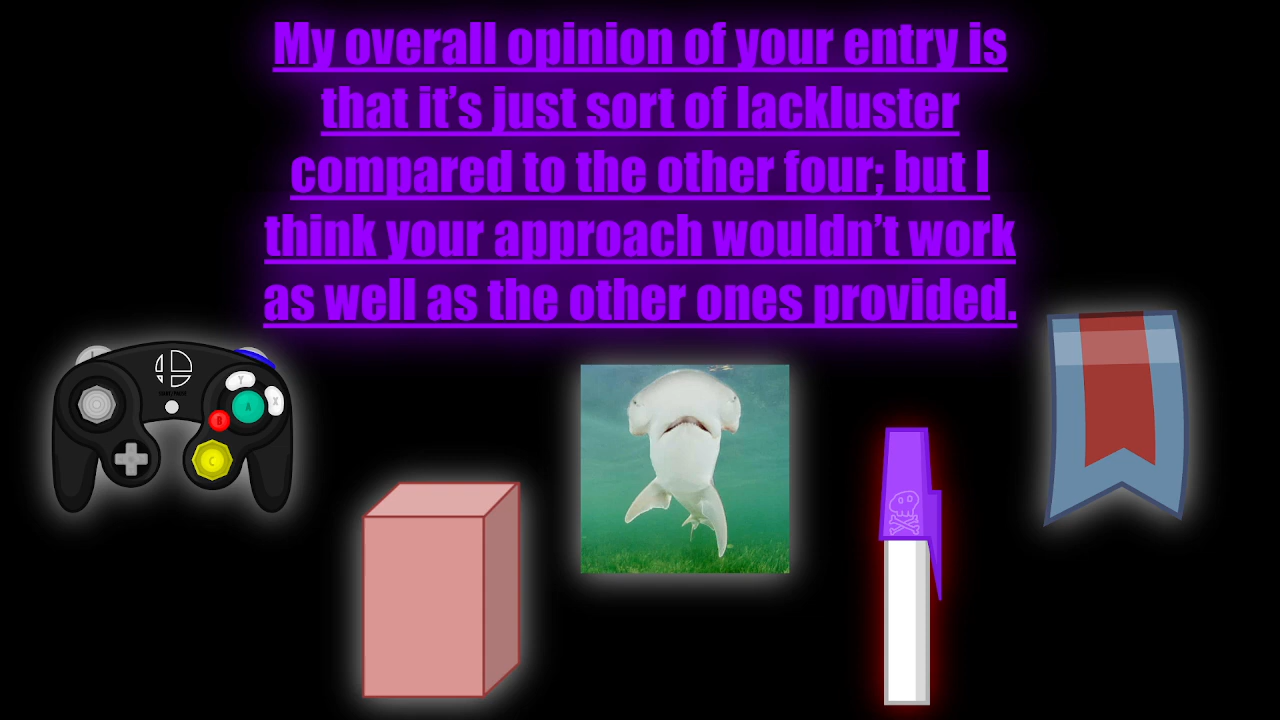 My overall opinion of your entry is
that it’s just sort of lackluster
compared to the other four; but I
think your approach wouldn’t work
as well as the other ones provided.
Y
X
A
B
C